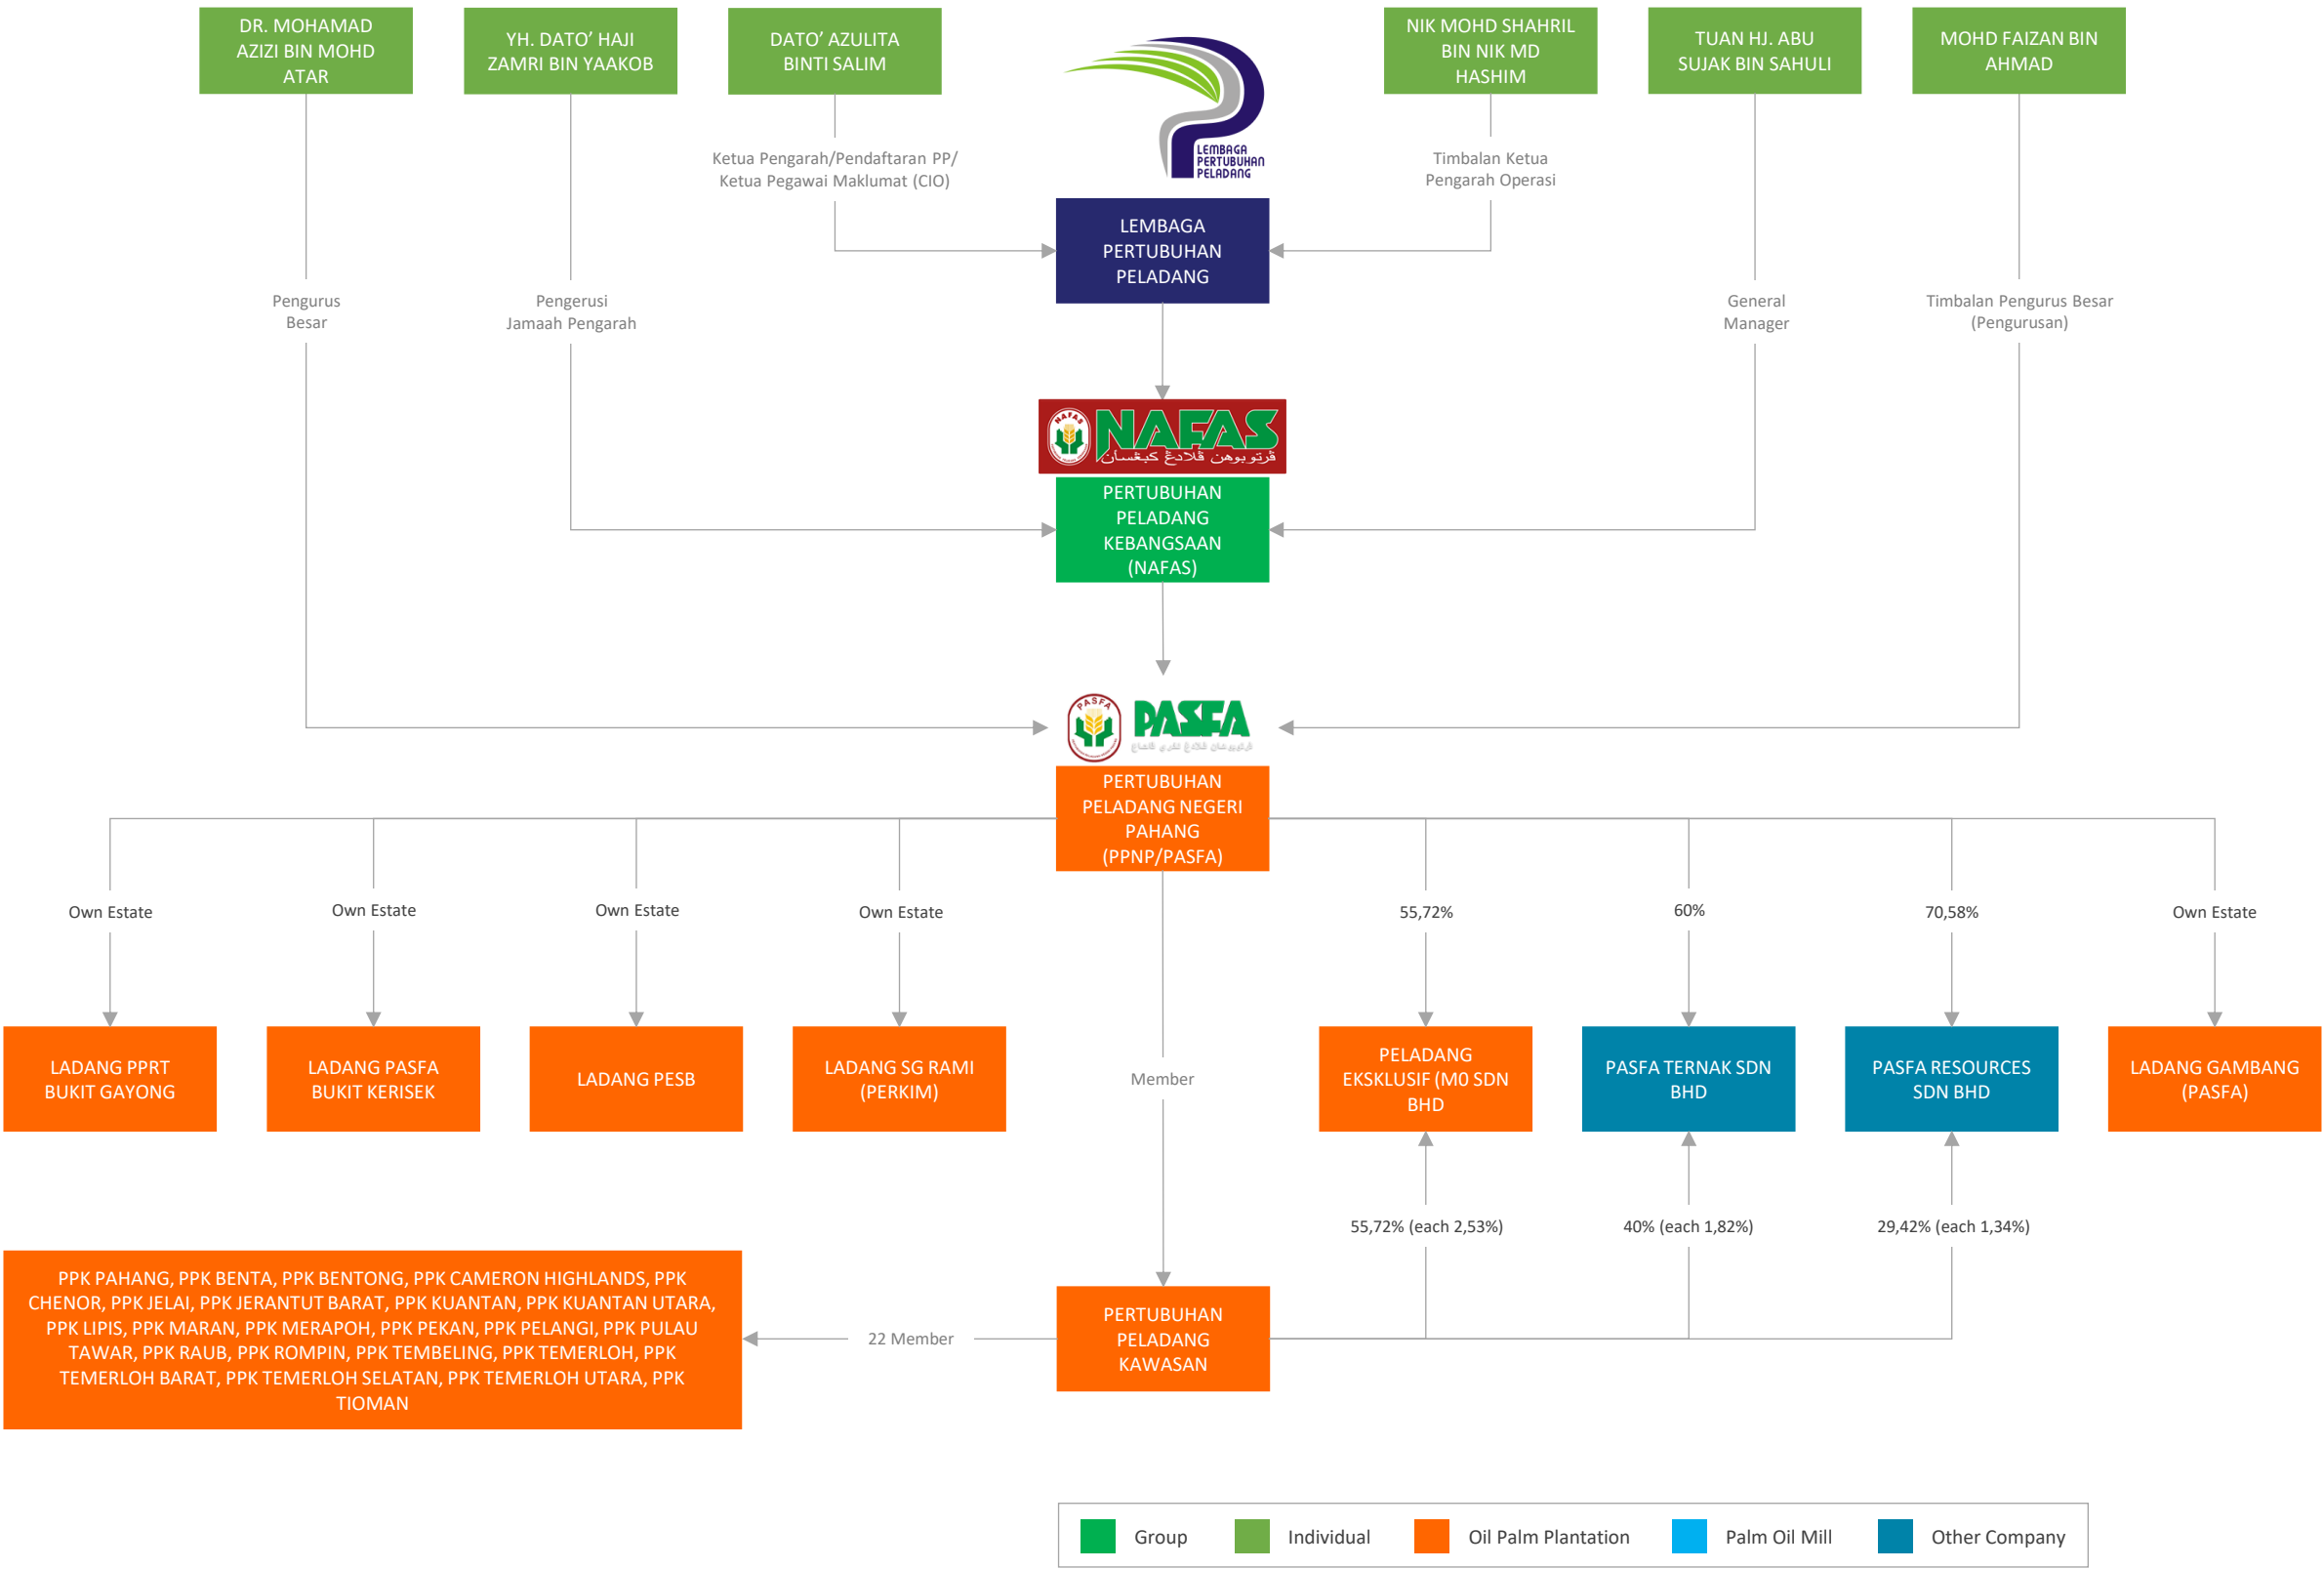 DR. MOHAMAD
AZIZI BIN MOHD
ATAR
YH. DATO’ HAJI
ZAMRI BIN YAAKOB
DATO’ AZULITA
BINTI SALIM
NIK MOHD SHAHRIL
BIN NIK MD
HASHIM
TUAN HJ. ABU
SUJAK BIN SAHULI
MOHD FAIZAN BIN
AHMAD
LEMBAGA
PERTUBUHAN
PELADANG
Ketua Pengarah/Pendaftaran PP/
Ketua Pegawai Maklumat (CIO)
Timbalan Ketua
Pengarah Operasi
LEMBAGA
PERTUBUHAN
PELADANG
Pengurus
Besar
Pengerusi
Jamaah Pengarah
General
Manager
Timbalan Pengurus Besar
(Pengurusan)
NAFAS
NAFAS
ڤرتوبوهن ڤلادڠ كبڠسأن
PERTUBUHAN
PELADANG
KEBANGSAAN
(NAFAS)
PASFA
PASFA
PERTUBUHAN
PELADANG NEGERI
PAHANG
(PPNP/PASFA)
Own Estate
Own Estate
Own Estate
Own Estate
55,72%
60%
70,58%
Own Estate
LADANG PPRT
BUKIT GAYONG
LADANG PASFA
BUKIT KERISEK
LADANG PESB
LADANG SG RAMI
(PERKIM)
Member
PELADANG
EKSKLUSIF (M0 SDN
BHD
PASFA TERNAK SDN
BHD
PASFA RESOURCES
SDN BHD
LADANG GAMBANG
(PASFA)
55,72% (each 2,53%)
40% (each 1,82%)
29,42% (each 1,34%)
PPK PAHANG, PPK BENTA, PPK BENTONG, PPK CAMERON HIGHLANDS, PPK
CHENOR, PPK JELAI, PPK JERANTUT BARAT, PPK KUANTAN, PPK KUANTAN UTARA,
PPK LIPIS, PPK MARAN, PPK MERAPOH, PPK PEKAN, PPK PELANGI, PPK PULAU
TAWAR, PPK RAUB, PPK ROMPIN, PPK TEMBELING, PPK TEMERLOH, PPK
TEMERLOH BARAT, PPK TEMERLOH SELATAN, PPK TEMERLOH UTARA, PPK
TIOMAN
22 Member
PERTUBUHAN
PELADANG
KAWASAN
Group
Individual
Oil Palm Plantation
Palm Oil Mill
Other Company